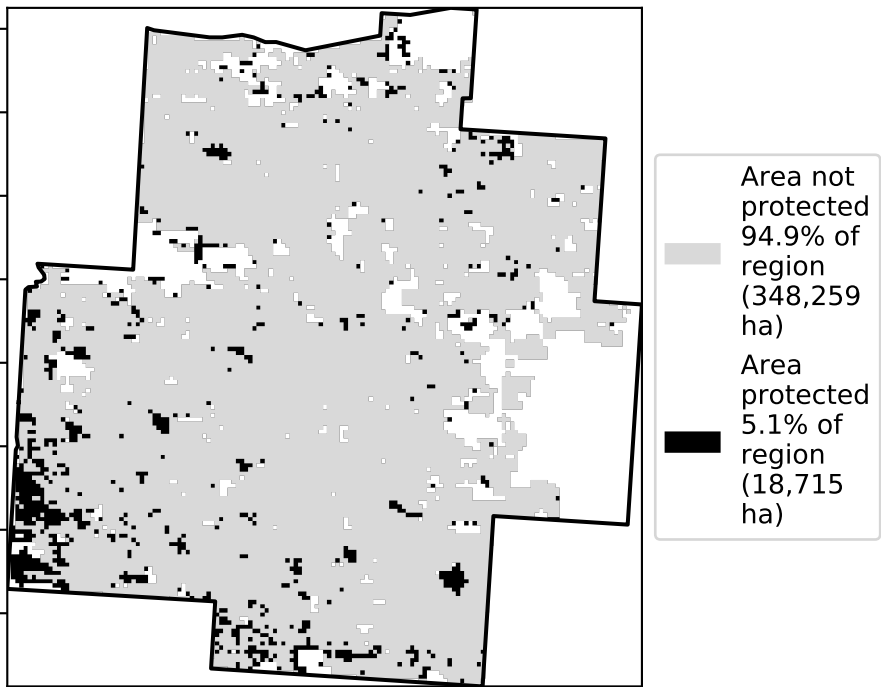 Area not
protected
94.9% of
region
(348,259
ha)
Area
protected
5.1% of
region
(18,715
ha)